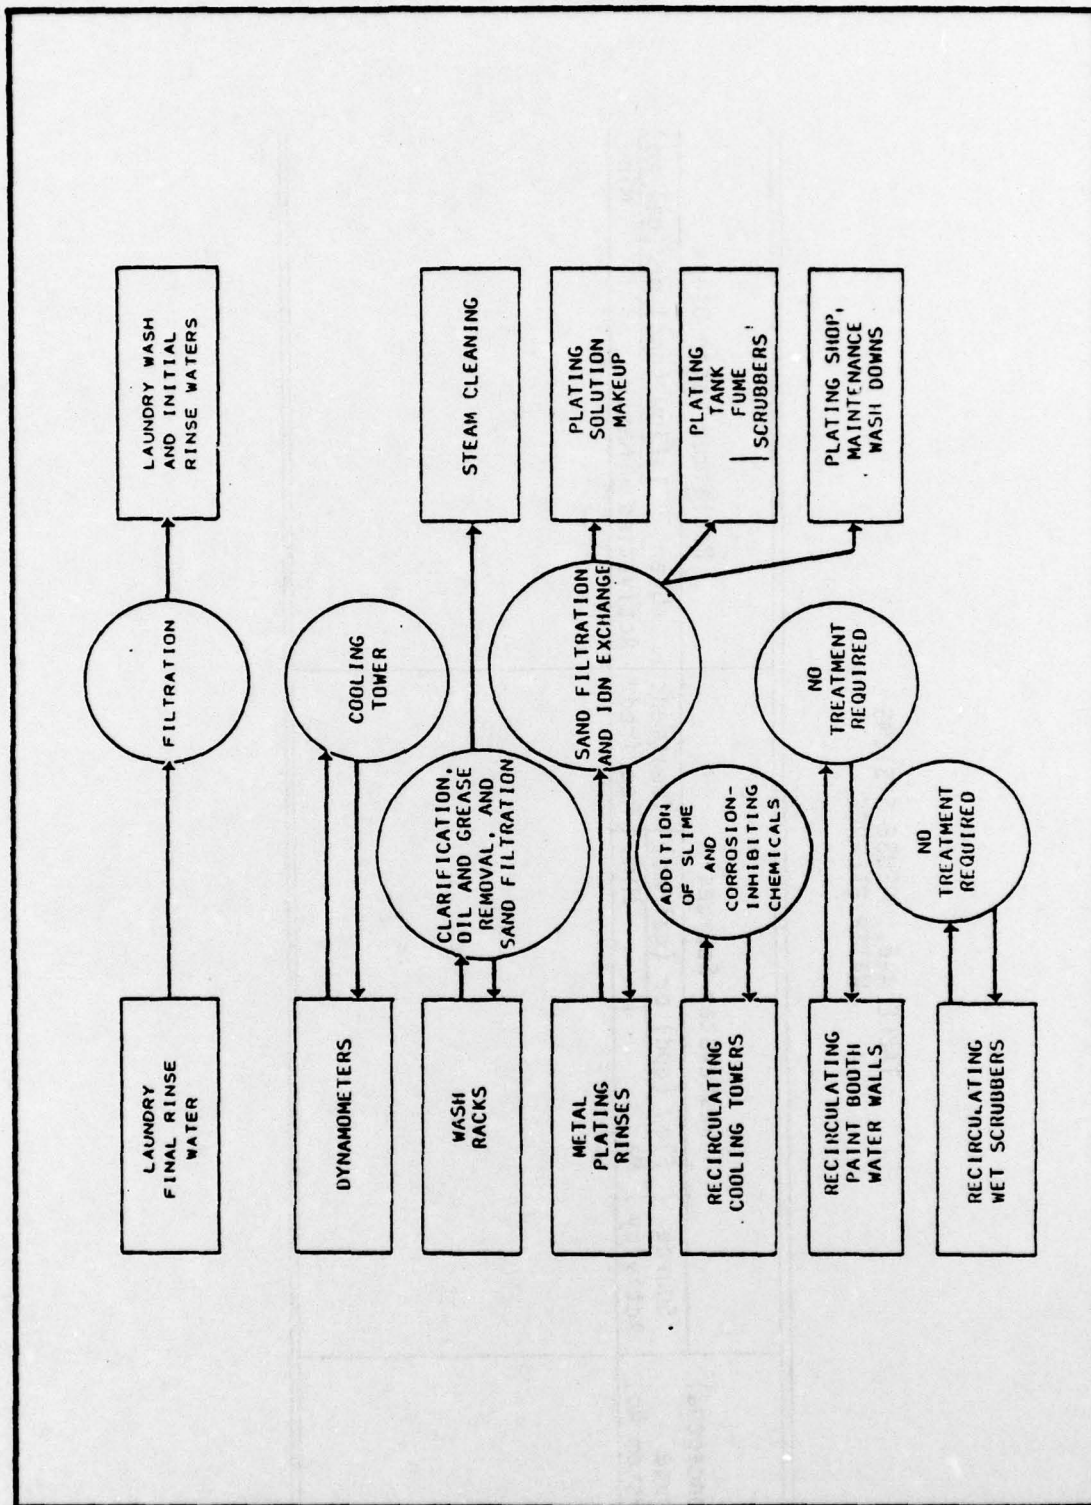 LAUNDRY
FINAL RINSE
WATER
FILTRATION
LAUNDRY WASH
AND INITIAL
RINSE WATERS
DYNAMOMETERS
COOLING
TOWER
WASH
RACKS
CLARIFICATION,
OIL AND GREASE
REMOVAL, AND
SAND FILTRATION
STEAM CLEANING
METAL
PLATING
RINSES
SAND FILTRATION
AND ION EXCHANGE
PLATING
SOLUTION
MAKEUP
PLATING
TANK
FUME
SCRUBBERS
PLATING SHOP,
MAINTENANCE
WASH DOWNS
RECIRCULATING
COOLING TOWERS
ADDITION
OF SLIME
AND
CORROSION-
INHIBITING
CHEMICALS
RECIRCULATING
PAINT BOOTH
WATER WALLS
NO
TREATMENT
REQUIRED
RECIRCULATING
WET SCRUBBERS
NO
TREATMENT
REQUIRED